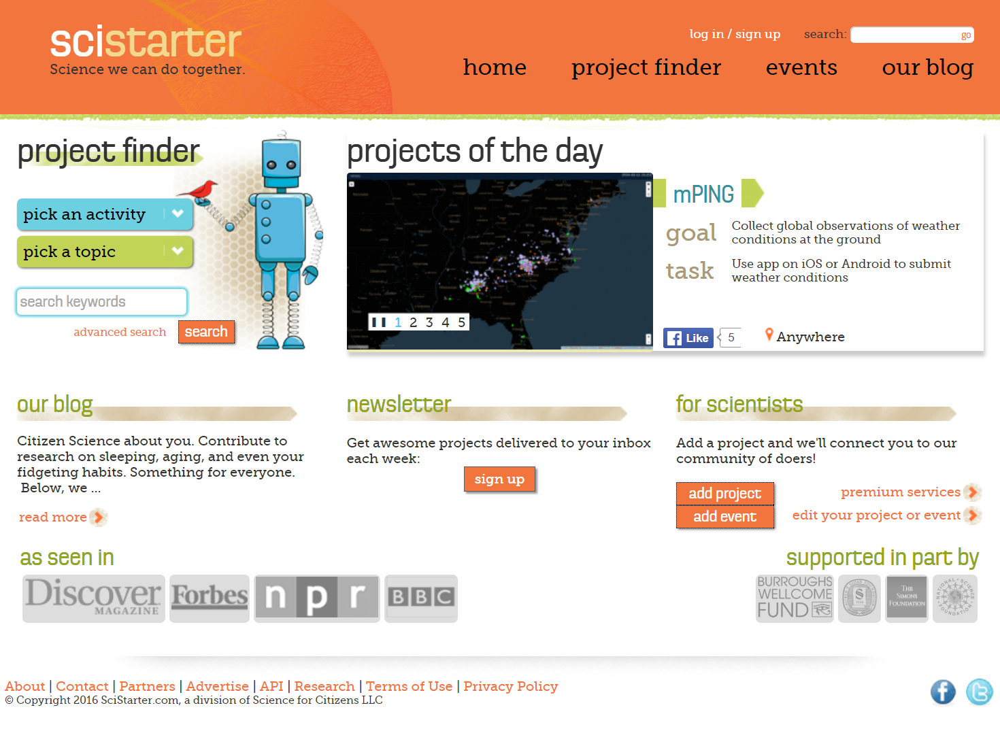 scistarter
Science we can do together.
log in / sign up
search:
go
home
project finder
events
our blog
project finder
pick an activity
pick a topic
search keywords
advanced search
search
projects of the day
1 2 3 4 5
mPING
goal
Collect global observations of weather
conditions at the ground
task
Use app on iOS or Android to submit
weather conditions
Like
5
Anywhere
our blog
Citizen Science about you. Contribute to
research on sleeping, aging, and even your
fidgeting habits. Something for everyone.
Below, we ...
read more
newsletter
Get awesome projects delivered to your inbox
each week:
sign up
for scientists
Add a project and we'll connect you to our
community of doers!
add project
add event
premium services
edit your project or event
as seen in
DISCOVER
MAGAZINE
Forbes
n p r
BBC
supported in part by
BURROUGHS
WELLCOME
FUND
THE
SIMONS
FOUNDATION
NATIONAL SCIENCE
FOUNDATION
About | Contact | Partners | Advertise | API | Research | Terms of Use | Privacy Policy
© Copyright 2016 SciStarter.com, a division of Science for Citizens LLC